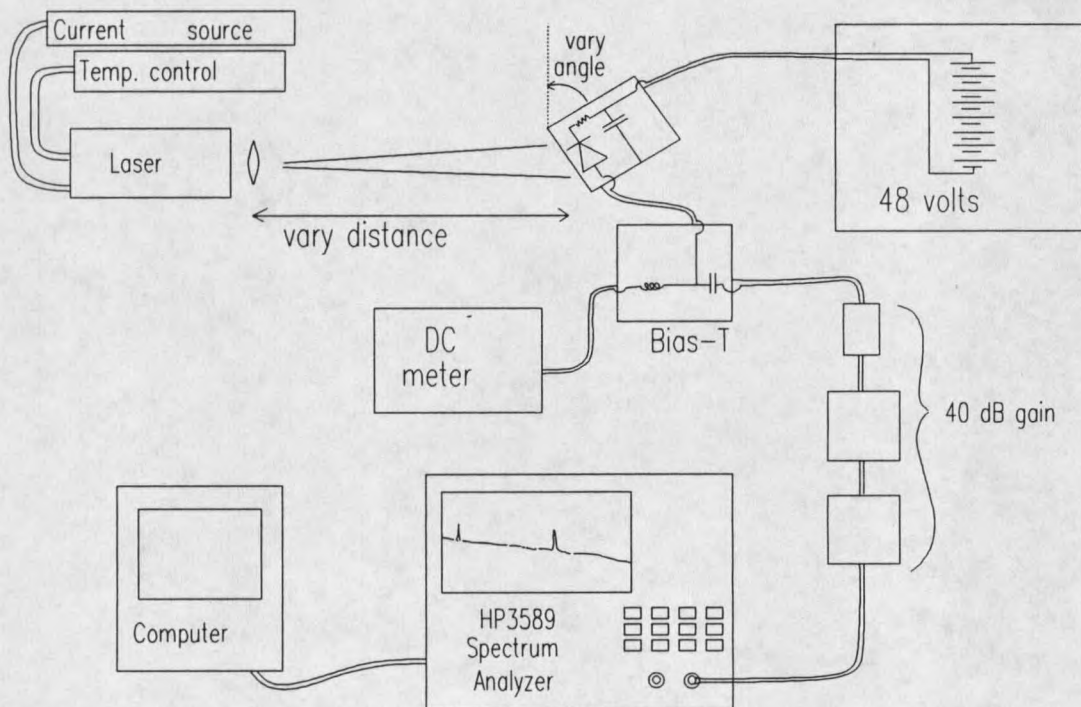 Current source
Temp. control
Laser
vary
angle
48 volts
vary distance
DC
meter
Bias-T
40 dB gain
Computer
HP3589
Spectrum
Analyzer